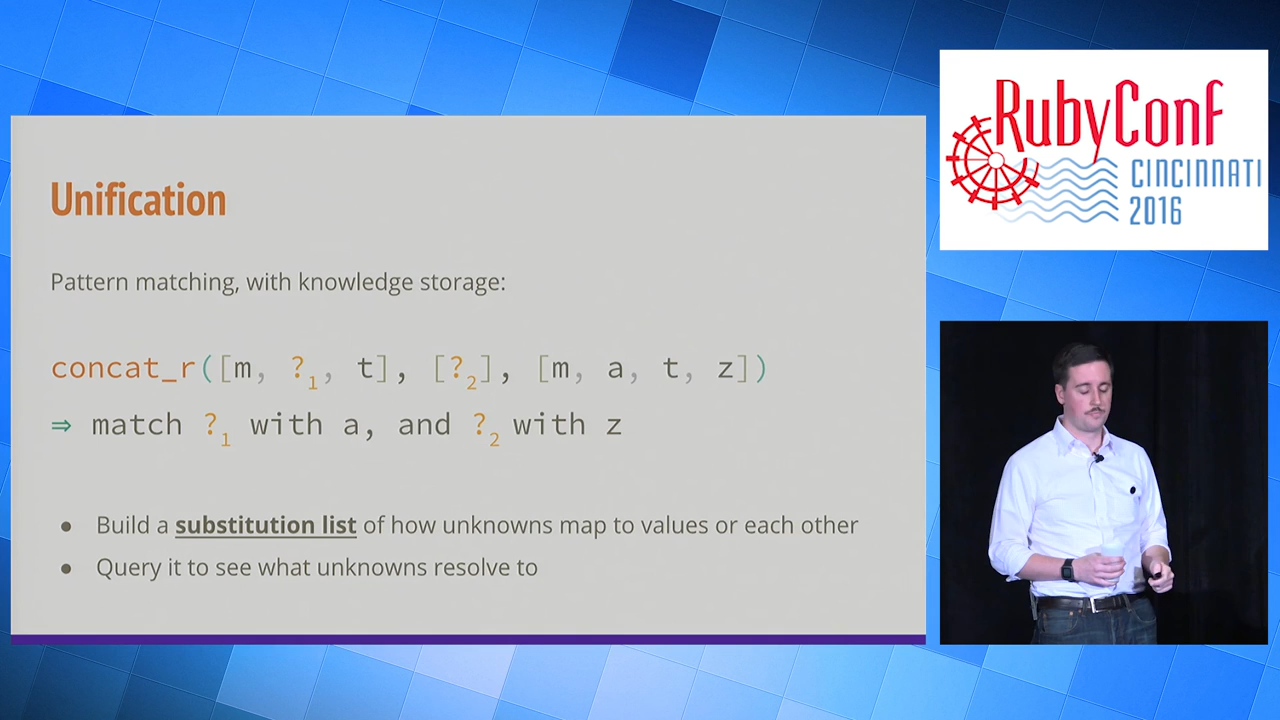 Unification
Pattern matching, with knowledge storage:
concat_r([m, ?₁, t], [?₂], [m, a, t, z])
⇒ match ?₁ with a, and ?₂ with z
● Build a substitution list of how unknowns map to values or each other
● Query it to see what unknowns resolve to
RubyConf
CINCINNATI
2016